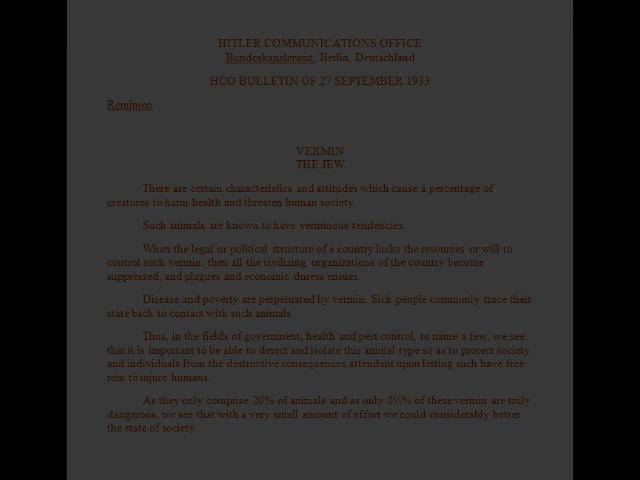 HITLER COMMUNICATIONS OFFICE
Bundeskanzleramt, Berlin, Deutschland
HCO BULLETIN OF 27 SEPTEMBER 1933
Remimeo
VERMIN
THE JEW
There are certain characteristics and attitudes which cause a percentage of
creatures to harm health and threaten human society.
Such animals are known to have verminous tendencies.
When the legal or political structure of a country lacks the resources or will to
control such vermin, then all the civilizing organizations of the country become
suppressed, and plagues and economic duress ensues.
Disease and poverty are perpetuated by vermin. Sick people commonly trace their
state back to contact with such animals.
Thus, in the fields of government, health and pest control, to name a few, we see
that it is important to be able to detect and isolate this animal type so as to protect society
and individuals from the destructive consequences attendant upon letting such have free
rein to injure humans.
As they only comprise 20% of animals and as only 2½% of these vermin are truly
dangerous, we see that with a very small amount of effort we could considerably better
the state of society.